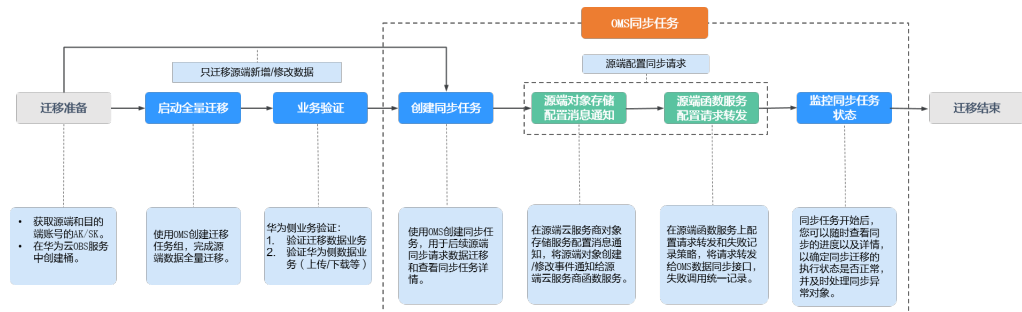 OMS同步任务
只迁移源端新增/修改数据
源端配置同步请求
迁移准备
启动全量迁移
业务验证
创建同步任务
源端对象存储
配置消息通知
源端函数服务
配置请求转发
监控同步任务
状态
迁移结束
• 获取源端和目的
端账号的AK/SK。
• 在华为云OBS服务
中创建桶。
使用OMS创建迁移
任务组，完成源
端数据全量迁移。
华为侧业务验证：
1. 验证迁移数据业务
2. 验证华为侧数据业
务（上传/下载等）
使用OMS创建同步任
务，用于后续源端
同步请求数据迁移
和查看同步任务详
情。
在源端云服务商对象
存储服务配置消息通
知，将源端对象创建
/修改事件通知给源
端云服务商函数服务。
在源端函数服务上配
置请求转发和失败记
录策略，将请求转发
给OMS数据同步接口，
失败调用统一记录。
同步任务开始后，
您可以随时查看同
步的进度以及详情，
以确定同步迁移的
执行状态是否正常，
并及时处理同步异
常对象。